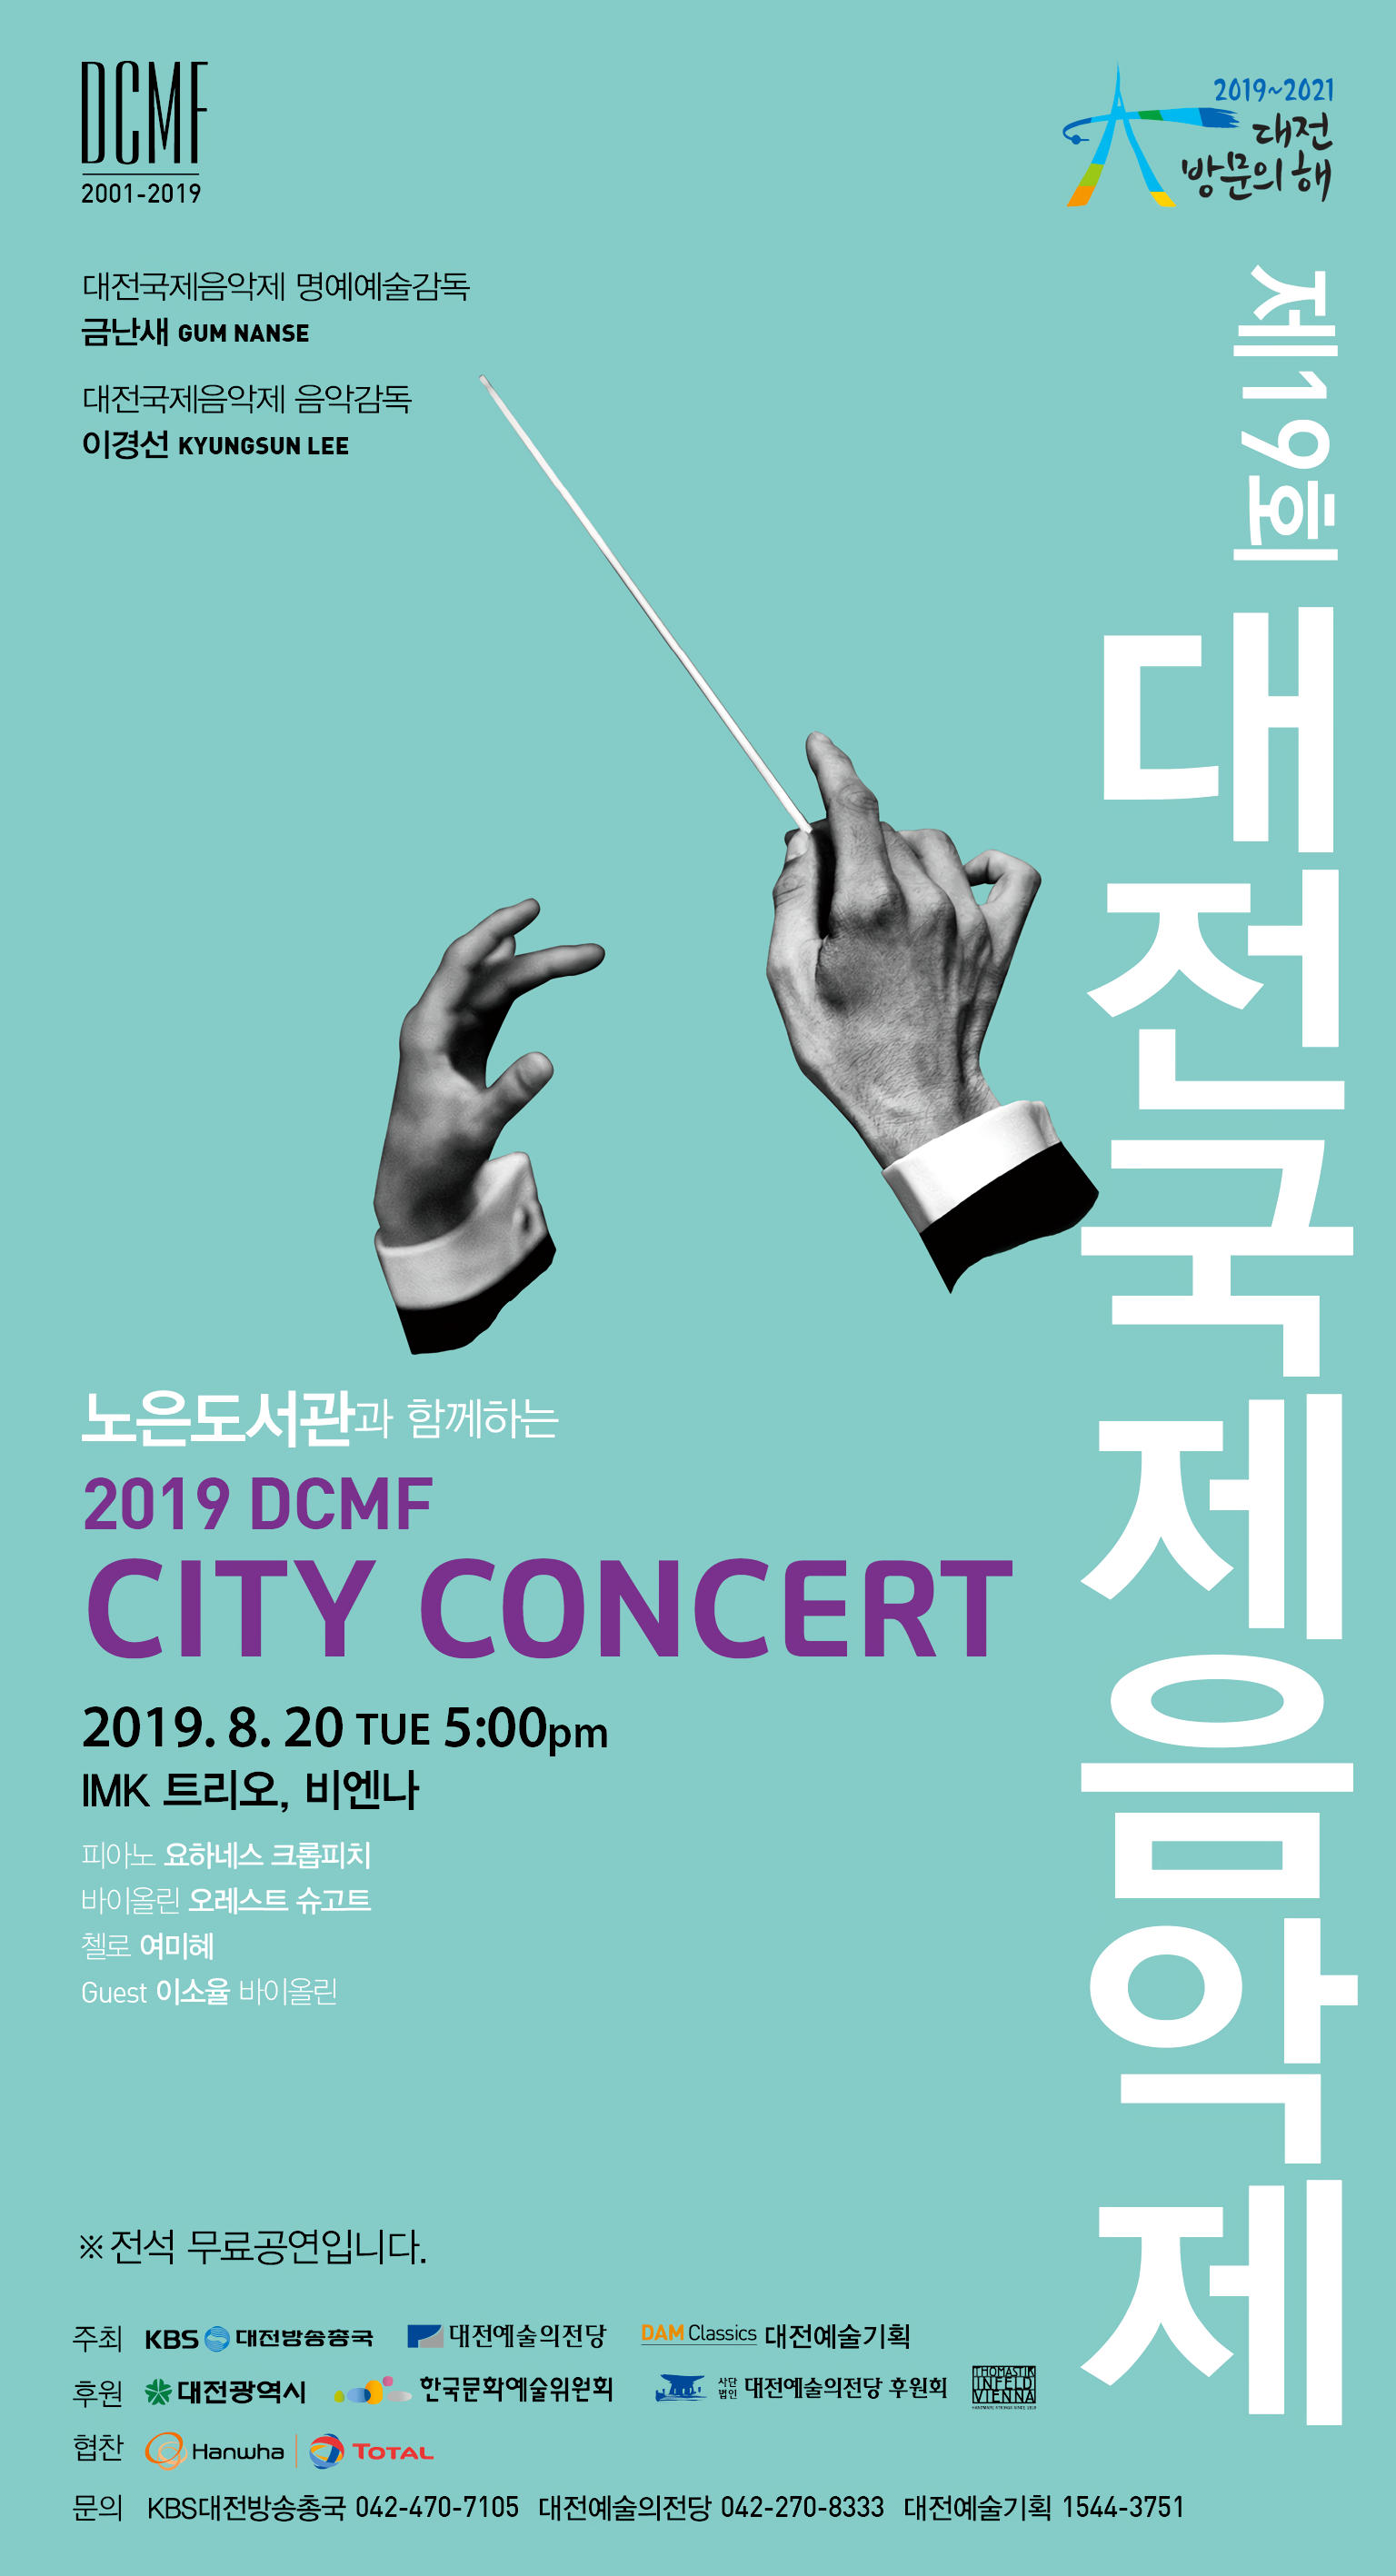 DCMF
2001-2019
2019~2021
대전
방문의 해
대전국제음악제 명예예술감독
금난새 GUM NANSE
대전국제음악제 음악감독
이경선 KYUNGSUN LEE
제19회 대전국제음악제
노은도서관과 함께하는
2019 DCMF
CITY CONCERT
2019. 8. 20 TUE 5:00pm
IMK 트리오, 비엔나
피아노 요하네스 크롭피치
바이올린 오레스트 슈고트
첼로 여미혜
Guest 이소율 바이올린
※ 전석 무료공연입니다.
주최 KBS 대전방송총국 대전예술의전당 DAM Classics 대전예술기획
후원 대전광역시 한국문화예술위원회 사단법인 대전예술의전당 후원회 THOMASTIK INFELD VIENNA
협찬 Hanwha TOTAL
문의 KBS대전방송총국 042-470-7105 대전예술의전당 042-270-8333 대전예술기획 1544-3751